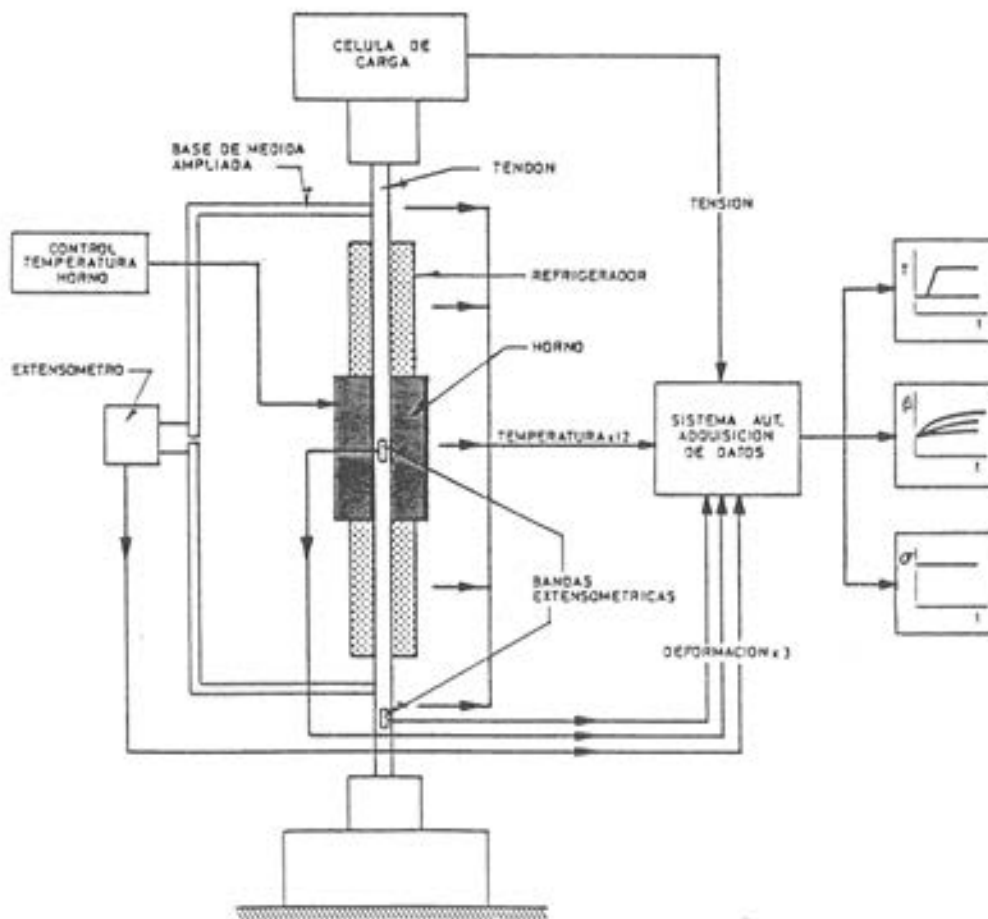 CELULA DE
CARGA
BASE DE MEDIDA
AMPLIADA
TENDON
TENSION
CONTROL
TEMPERATURA
HORNO
REFRIGERADOR
HORNO
EXTENSOMETRO
TEMPERATURA x12
SISTEMA AUT.
ADQUISICION
DE DATOS
BANDAS
EXTENSOMETRICAS
DEFORMACION x 3
T
t
t
σ
t